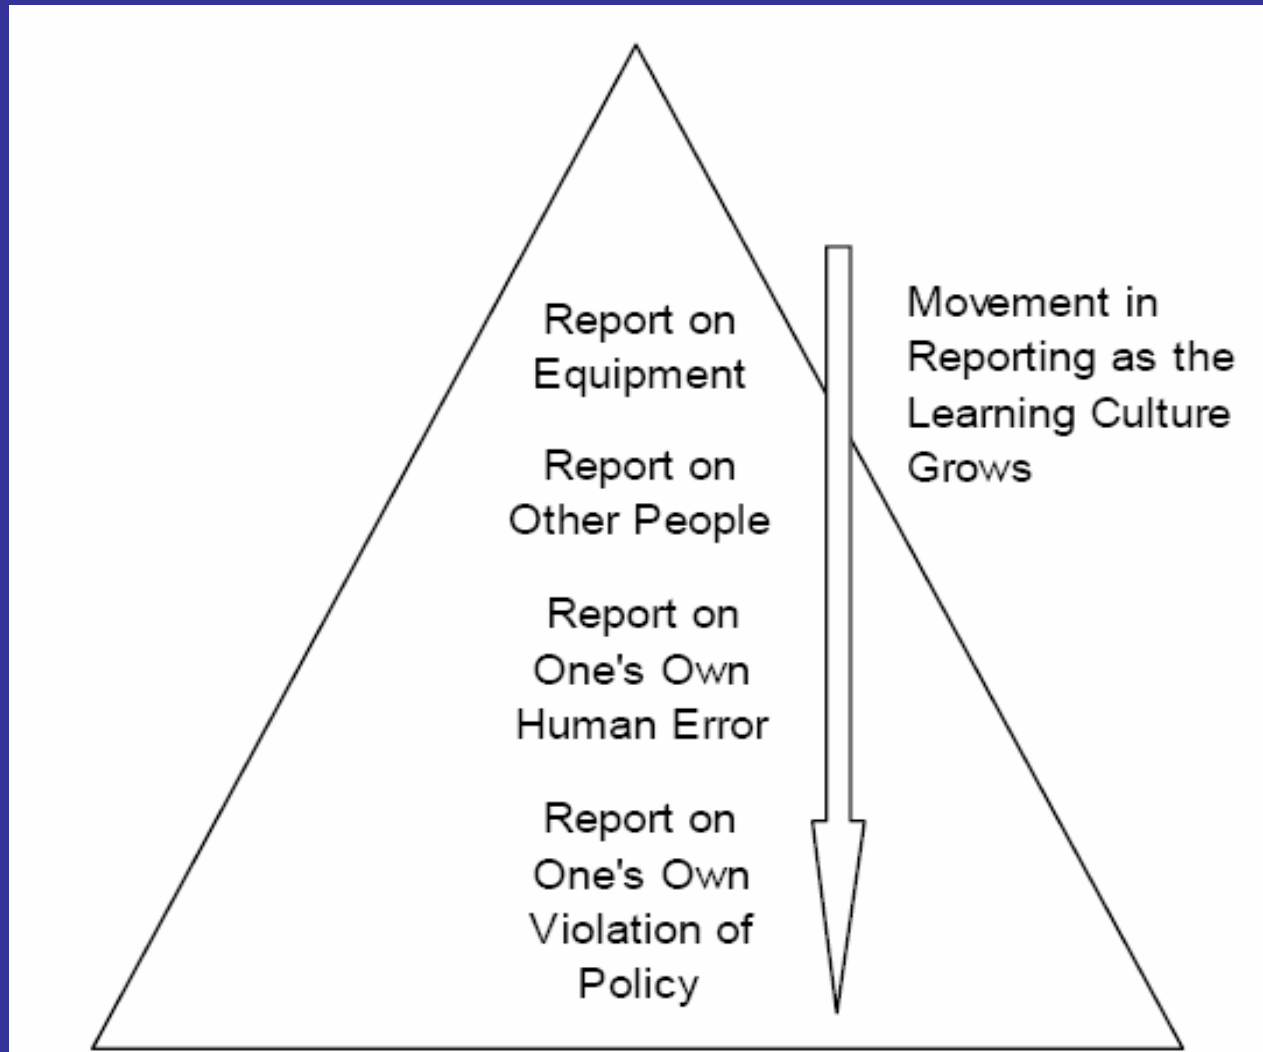 Report on
Equipment
Report on
Other People
Report on
One's Own
Human Error
Report on
One's Own
Violation of
Policy
Movement in
Reporting as the
Learning Culture
Grows